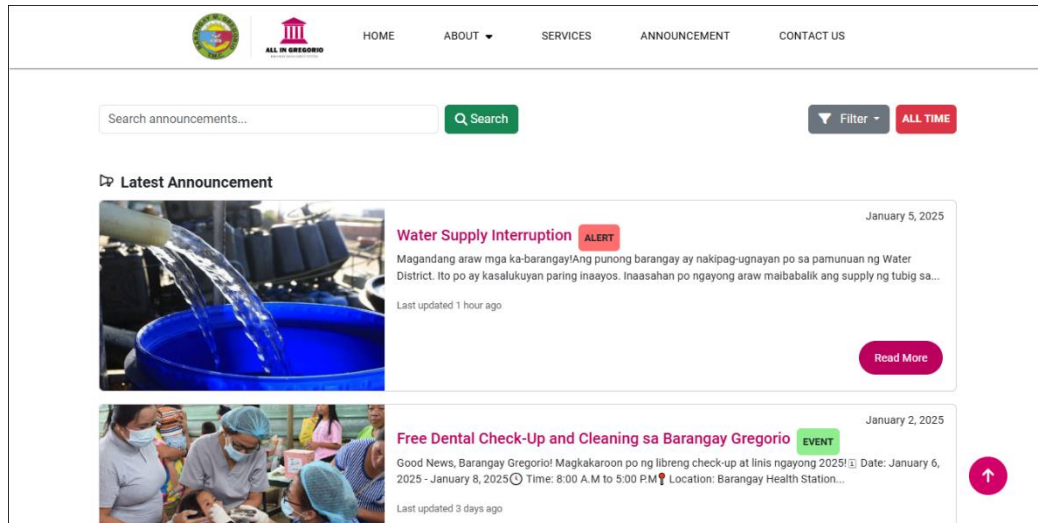 ALL IN GREGORIO
HOME
ABOUT
SERVICES
ANNOUNCEMENT
CONTACT US
Search announcements...
Search
Filter
ALL TIME
Latest Announcement
January 5, 2025
Water Supply Interruption ALERT
Magandang araw mga ka-barangay!Ang punong barangay ay nakipag-ugnayan po sa pamunuan ng Water
District. Ito po ay kasalukuyan paring inaayos. Inaasahan po ngayong araw maibabalik ang supply ng tubig sa...
Last updated 1 hour ago
Read More
January 2, 2025
Free Dental Check-Up and Cleaning sa Barangay Gregorio EVENT
Good News, Barangay Gregorio! Magkakaroon po ng libreng check-up at linis ngayong 2025! Date: January 6,
2025 - January 8, 2025 Time: 8:00 A.M to 5:00 P.M Location: Barangay Health Station...
Last updated 3 days ago